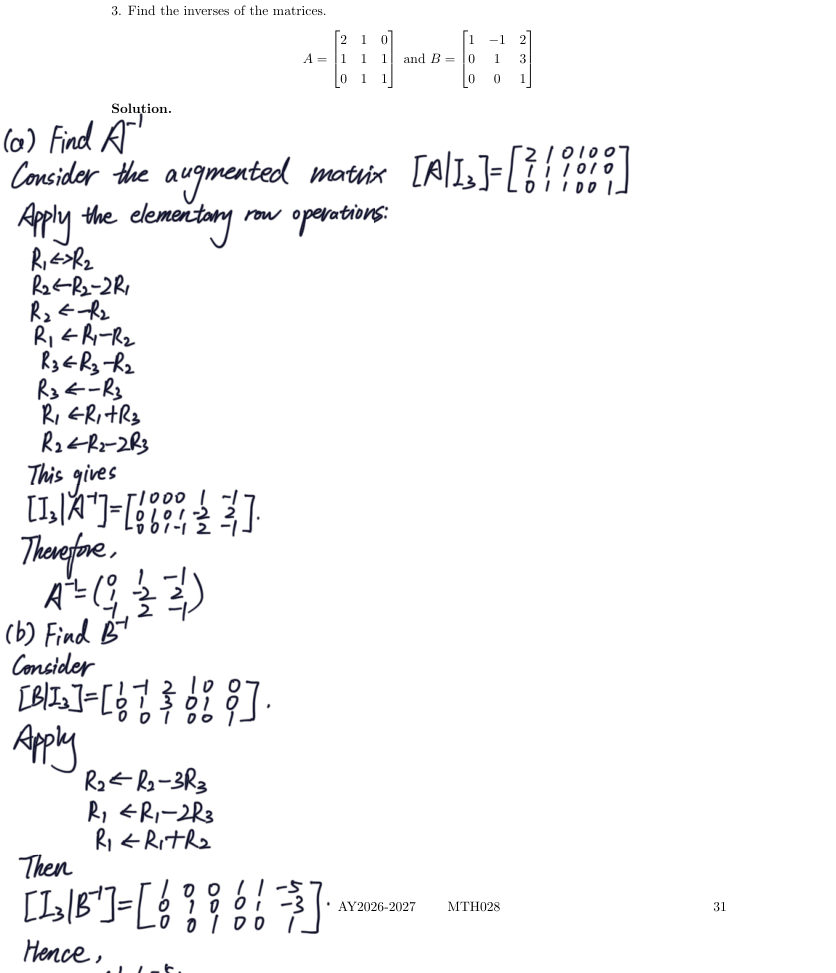 3. Find the inverses of the matrices.
A = [2 1 0; 1 1 1; 0 1 1] and B = [1 −1 2; 0 1 3; 0 0 1]
Solution.
(a) Find A⁻¹
Consider the augmented matrix [A|I₃]=[2 1 0 1 0 0; 1 1 1 0 1 0; 0 1 1 0 0 1]
Apply the elementary row operations:
R₁↔R₂
R₂←R₂−2R₁
R₂←−R₂
R₁←R₁−R₂
R₃←R₃−R₂
R₃←−R₃
R₁←R₁+R₃
R₂←R₂−2R₃
This gives
[I₃|A⁻¹]=[1 0 0 0 1 −1; 0 1 0 1 −2 2; 0 0 1 −1 2 −1].
Therefore,
A⁻¹=(0 1 −1; 1 −2 2; −1 2 −1)
(b) Find B⁻¹
Consider
[B|I₃]=[1 −1 2 1 0 0; 0 1 3 0 1 0; 0 0 1 0 0 1].
Apply
R₂←R₂−3R₃
R₁←R₁−2R₃
R₁←R₁+R₂
Then
[I₃|B⁻¹]=[1 0 0 1 1 −5; 0 1 0 0 1 −3; 0 0 1 0 0 1].
AY2026-2027 MTH028 31
Hence,